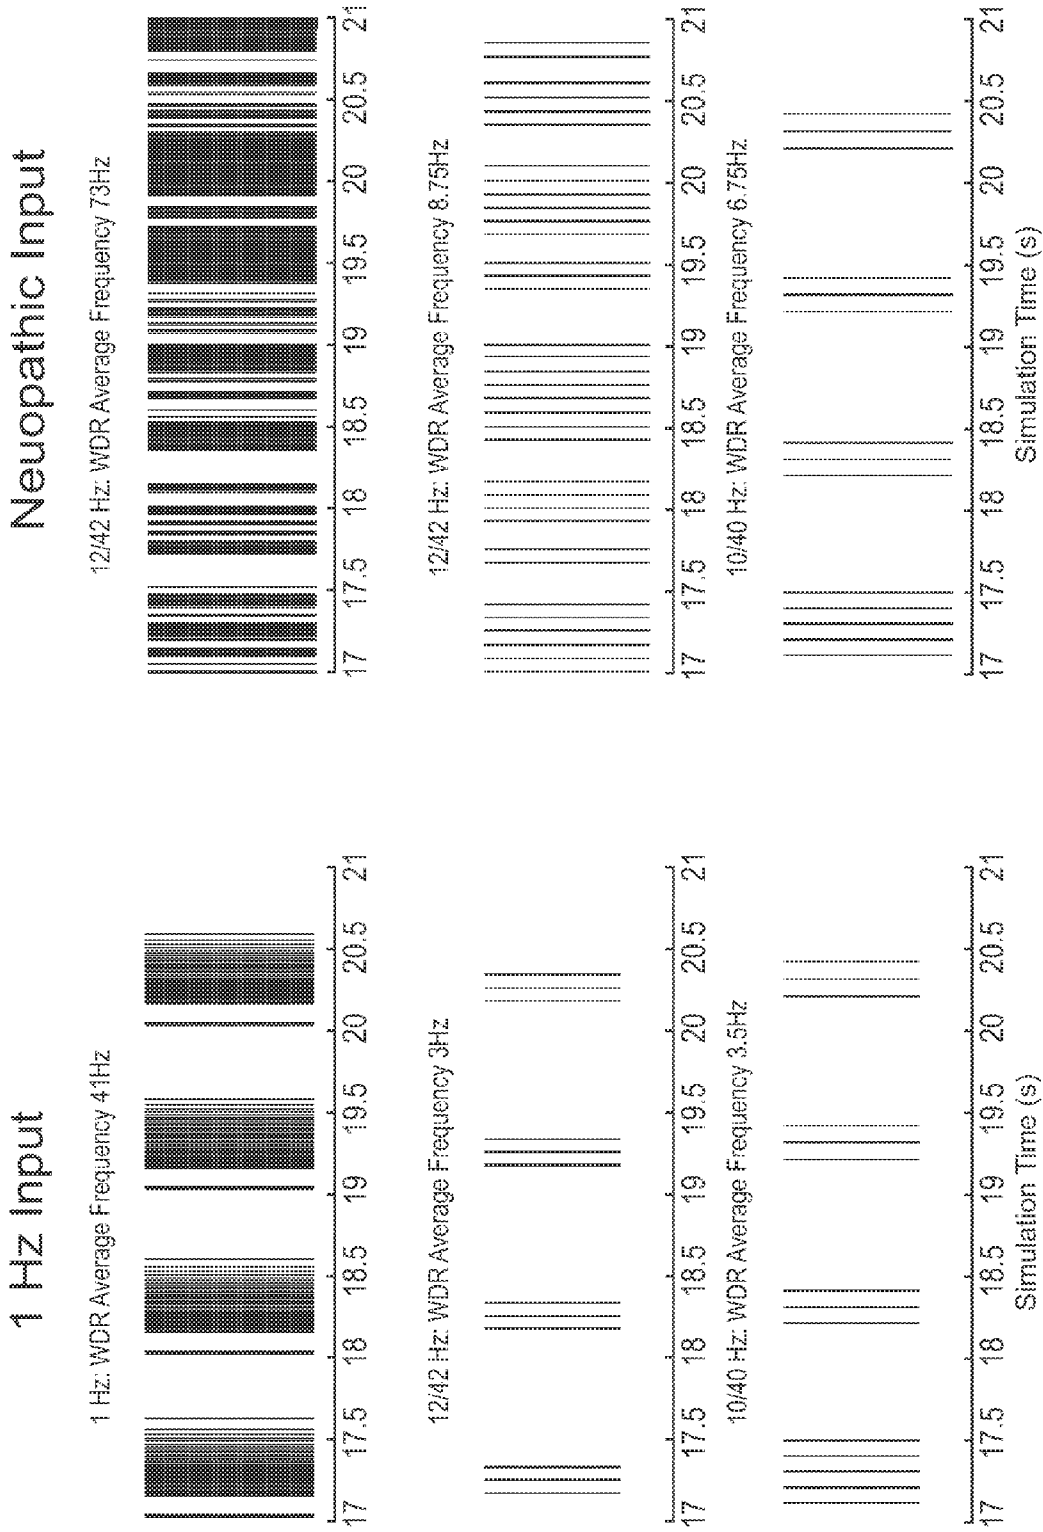 1 Hz Input
1 Hz: WDR Average Frequency 41Hz
17 17.5 18 18.5 19 19.5 20 20.5 21
12/42 Hz: WDR Average Frequency 3Hz
17 17.5 18 18.5 19 19.5 20 20.5 21
10/40 Hz: WDR Average Frequency 3.5Hz
17 17.5 18 18.5 19 19.5 20 20.5 21
Simulation Time (s)
Neuopathic Input
12/42 Hz: WDR Average Frequency 73Hz
17 17.5 18 18.5 19 19.5 20 20.5 21
12/42 Hz: WDR Average Frequency 8.75Hz
17 17.5 18 18.5 19 19.5 20 20.5 21
10/40 Hz: WDR Average Frequency 6.75Hz
17 17.5 18 18.5 19 19.5 20 20.5 21
Simulation Time (s)